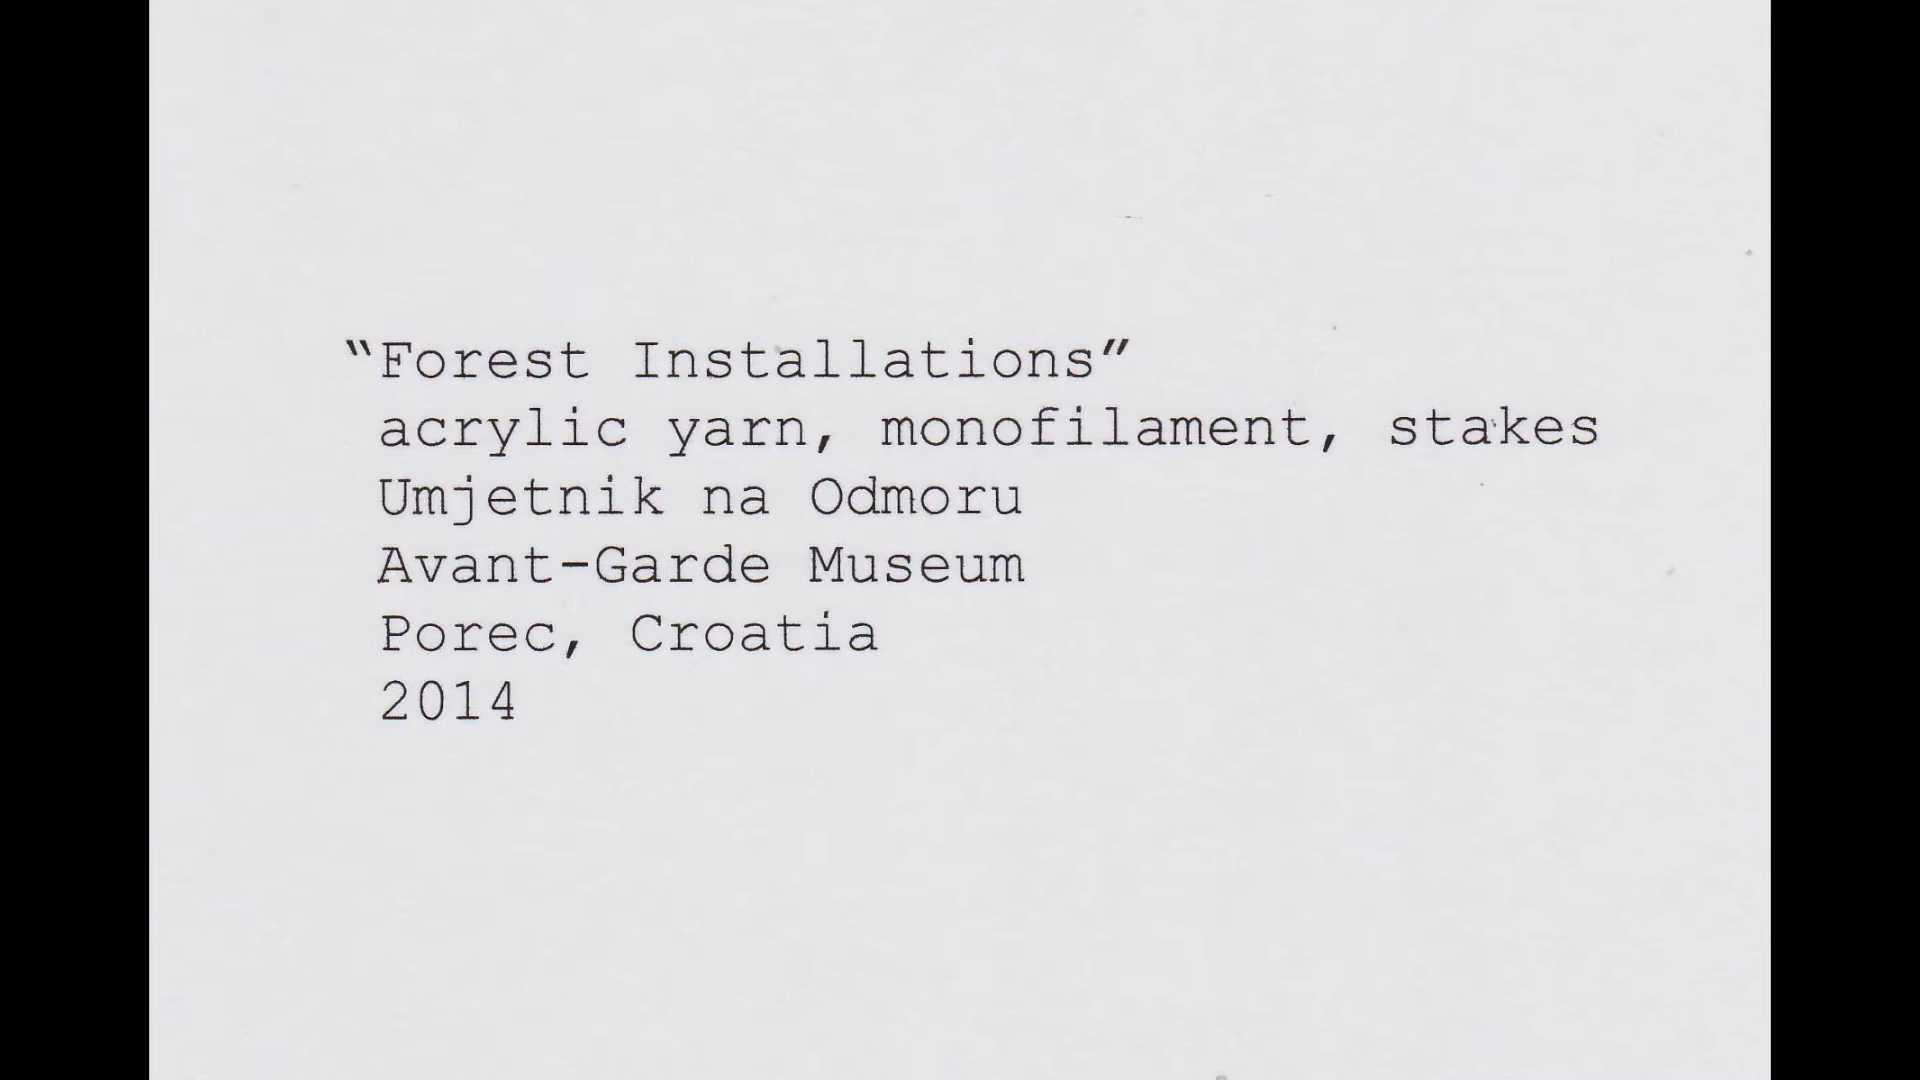 “Forest Installations”
acrylic yarn, monofilament, stakes
Umjetnik na Odmoru
Avant-Garde Museum
Porec, Croatia
2014